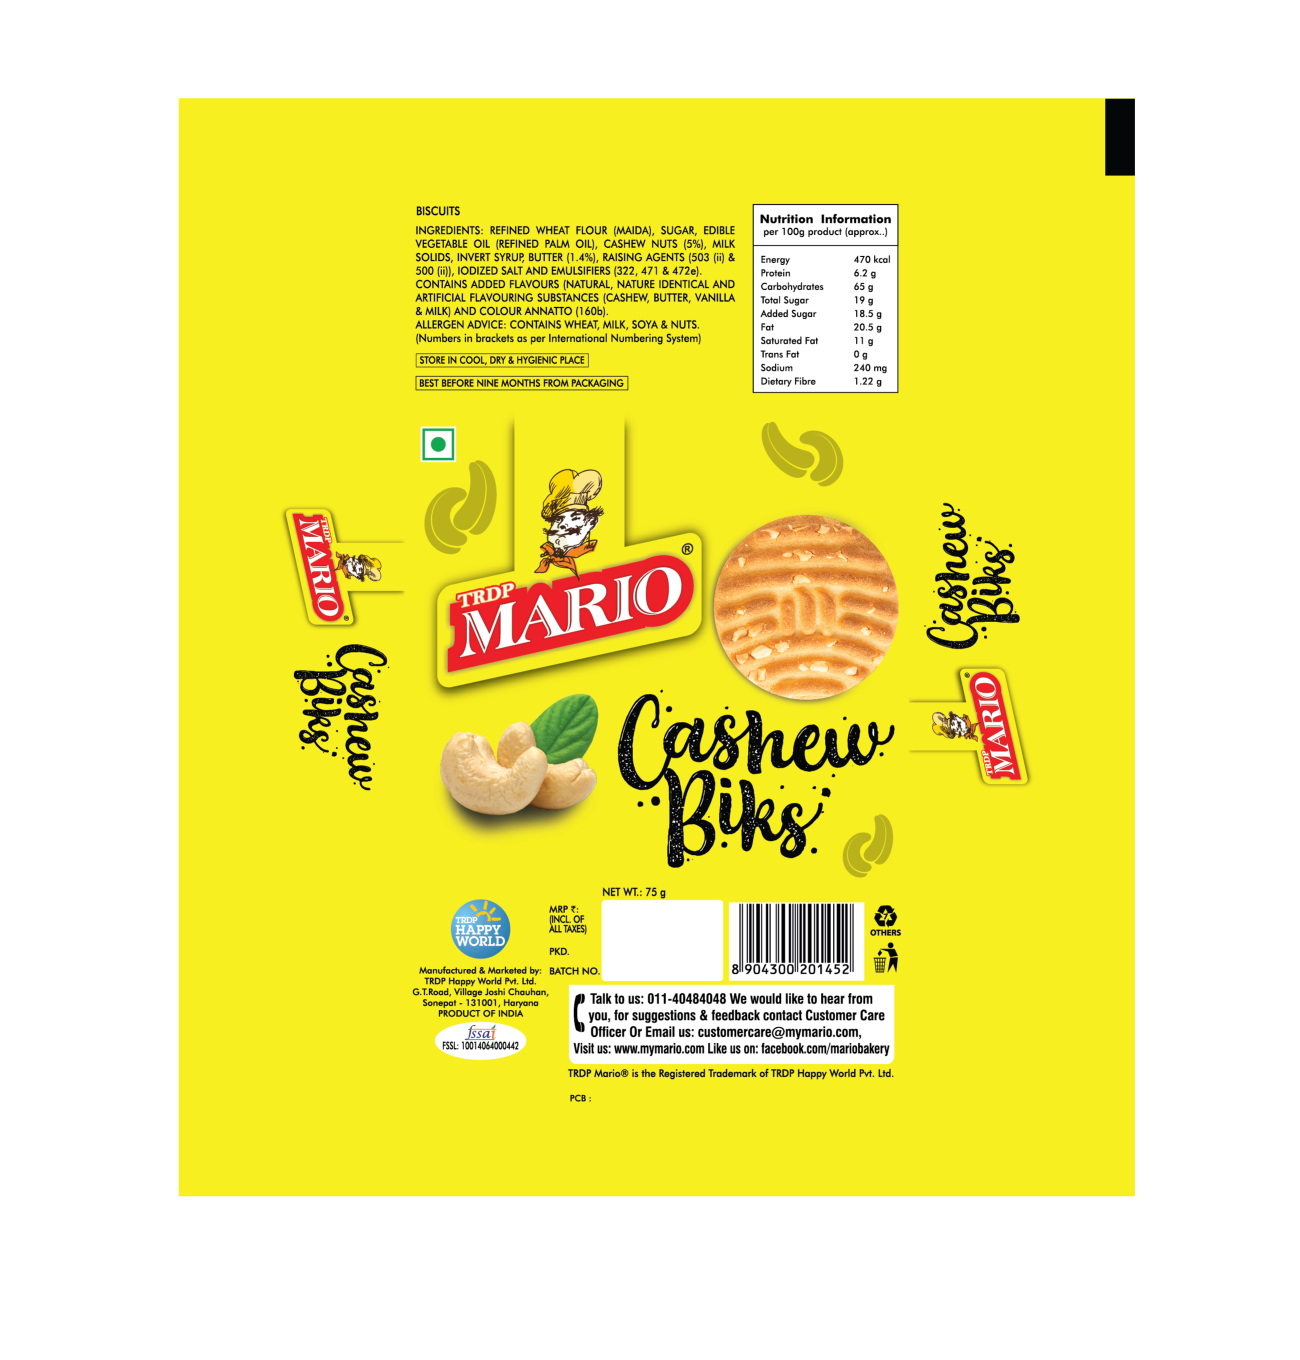 BISCUITS
INGREDIENTS: REFINED WHEAT FLOUR (MAIDA), SUGAR, EDIBLE
VEGETABLE OIL (REFINED PALM OIL), CASHEW NUTS (5%), MILK
SOLIDS, INVERT SYRUP, BUTTER (1.4%), RAISING AGENTS (503 (ii) &
500 (ii)), IODIZED SALT AND EMULSIFIERS (322, 471 & 472e).
CONTAINS ADDED FLAVOURS (NATURAL, NATURE IDENTICAL AND
ARTIFICIAL FLAVOURING SUBSTANCES (CASHEW, BUTTER, VANILLA
& MILK) AND COLOUR ANNATTO (160b).
ALLERGEN ADVICE: CONTAINS WHEAT, MILK, SOYA & NUTS.
(Numbers in brackets as per International Numbering System)
STORE IN COOL, DRY & HYGIENIC PLACE
BEST BEFORE NINE MONTHS FROM PACKAGING
Nutrition Information
per 100g product (approx..)
Energy 470 kcal
Protein 6.2 g
Carbohydrates 65 g
Total Sugar 19 g
Added Sugar 18.5 g
Fat 20.5 g
Saturated Fat 11 g
Trans Fat 0 g
Sodium 240 mg
Dietary Fibre 1.22 g
TRDP
MARIO®
Cashew
Biks
TRDP
MARIO ®
Cashew
Biks
Cashew
Biks
TRDP
MARIO ®
NET WT.: 75 g
MRP ₹:
(INCL. OF
ALL TAXES)
PKD.
BATCH NO.
TRDP
HAPPY
WORLD
Manufactured & Marketed by:
TRDP Happy World Pvt. Ltd.
G.T.Road, Village Joshi Chauhan,
Sonepat - 131001, Haryana
PRODUCT OF INDIA
fssai
FSSL: 10014064000442
8 904300 201452
7
OTHERS
Talk to us: 011-40484048 We would like to hear from
you, for suggestions & feedback contact Customer Care
Officer Or Email us: customercare@mymario.com,
Visit us: www.mymario.com Like us on: facebook.com/mariobakery
TRDP Mario® is the Registered Trademark of TRDP Happy World Pvt. Ltd.
PCB :